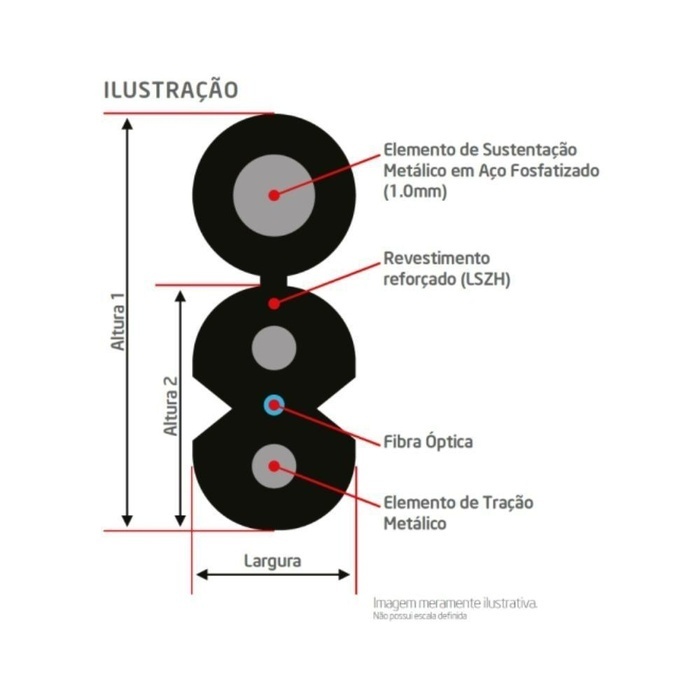 ILUSTRAÇÃO
Elemento de Sustentação
Metálico em Aço Fosfatizado
(1.0mm)
Revestimento
reforçado (LSZH)
Altura 1
Altura 2
Fibra Óptica
Elemento de Tração
Metálico
Largura
Imagem meramente ilustrativa.
Não possui escala definida